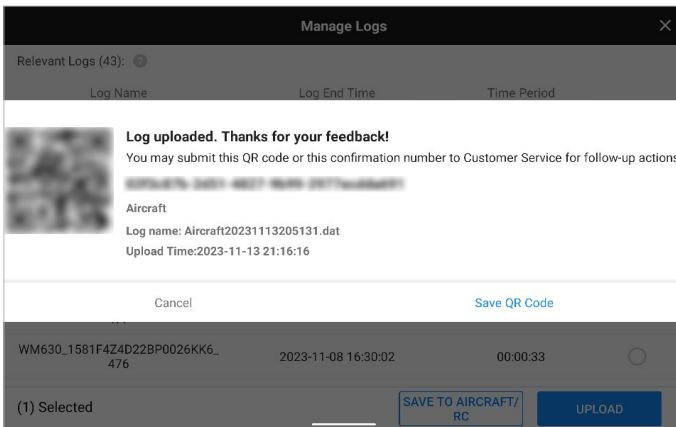 Manage Logs
Relevant Logs (43):
Log Name Log End Time Time Period
Log uploaded. Thanks for your feedback!
You may submit this QR code or this confirmation number to Customer Service for follow-up actions
Aircraft
Log name: Aircraft20231113205131.dat
Upload Time:2023-11-13 21:16:16
Cancel Save QR Code
WM630_1581F4Z4D22BP0026KK6_
476 2023-11-08 16:30:02 00:00:33
(1) Selected
SAVE TO AIRCRAFT/
RC
UPLOAD